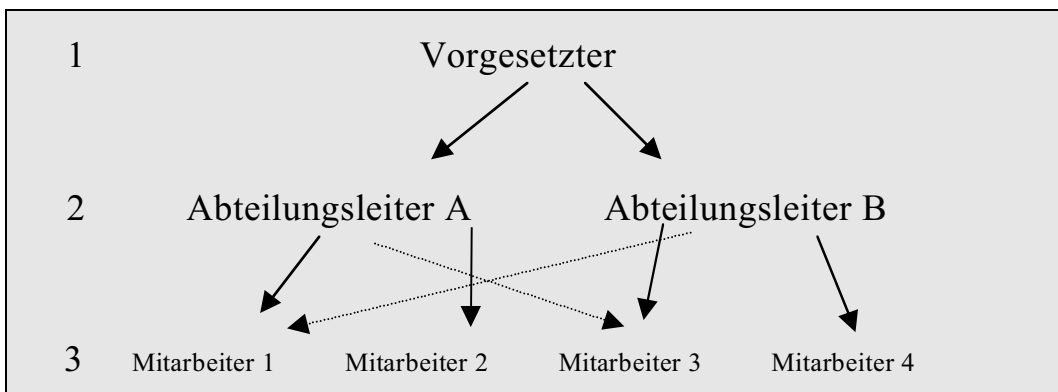 1 Vorgesetzter
2 Abteilungsleiter A Abteilungsleiter B
3 Mitarbeiter 1 Mitarbeiter 2 Mitarbeiter 3 Mitarbeiter 4